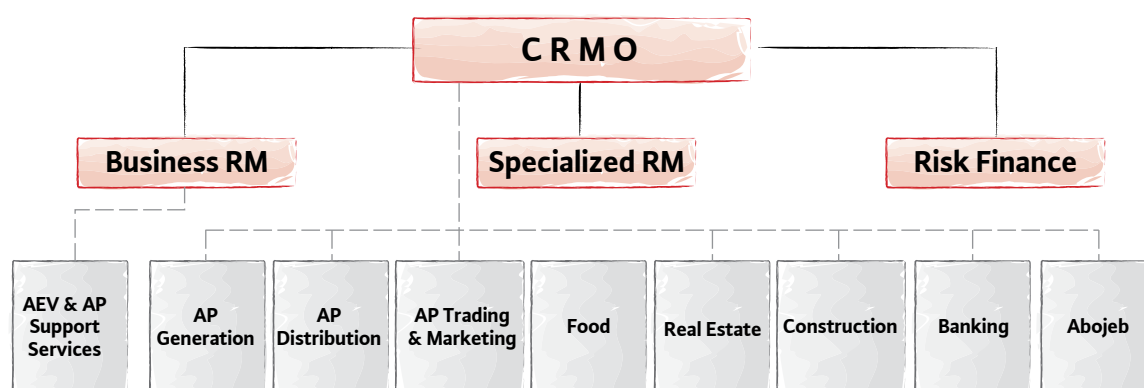 C R M O
Business RM
Specialized RM
Risk Finance
AEV & AP
Support
Services
AP
Generation
AP
Distribution
AP Trading
& Marketing
Food
Real Estate
Construction
Banking
Abojeb